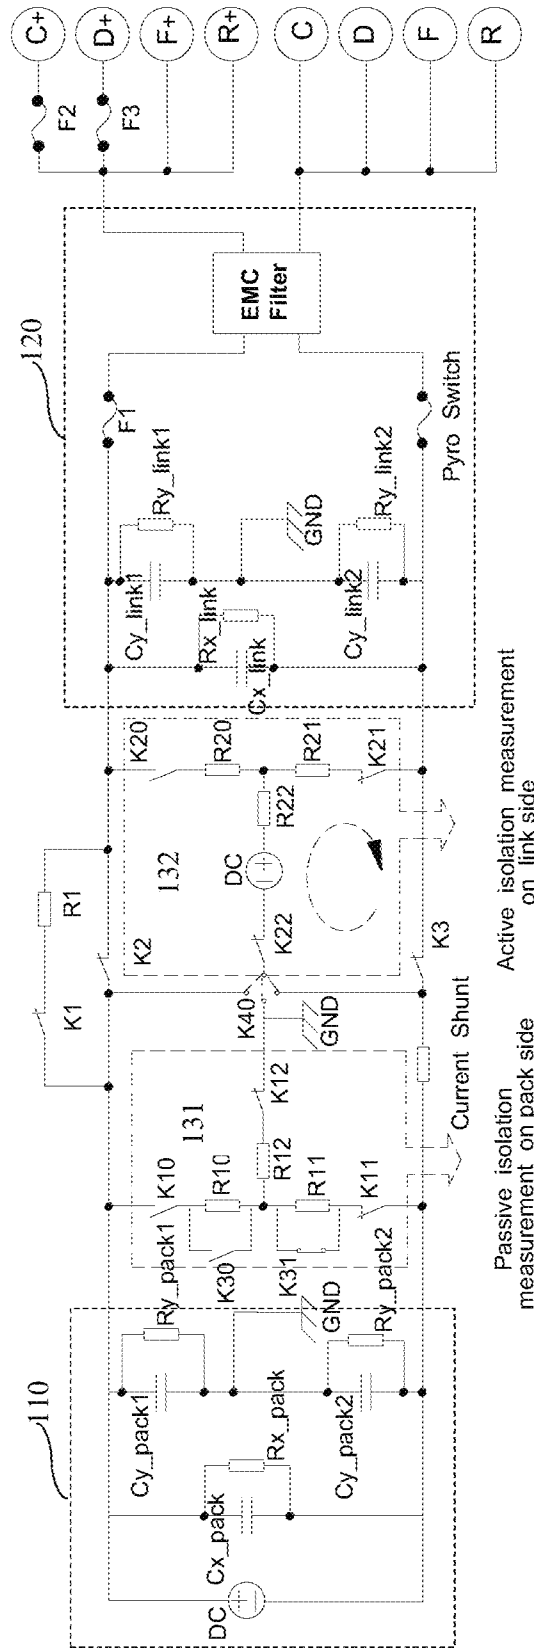 110
DC
Cx_pack
Rx_pack
Cy_pack1
Ry_pack1
Cy_pack2
Ry_pack2
GND
131
K10
R10
K30
K31
R11
K11
R12
K12
Passive isolation
measurement on pack side
K1
R1
K2
K40
GND
K3
Current Shunt
132
K20
R20
R21
K21
R22
DC
K22
Active isolation measurement
on link side
120
Cx_link
Rx_link
Cy_link1
Ry_link1
Cy_link2
Ry_link2
GND
F1
Pyro Switch
EMC
Filter
F2
F3
C+
D+
F+
R+
C
D
F
R